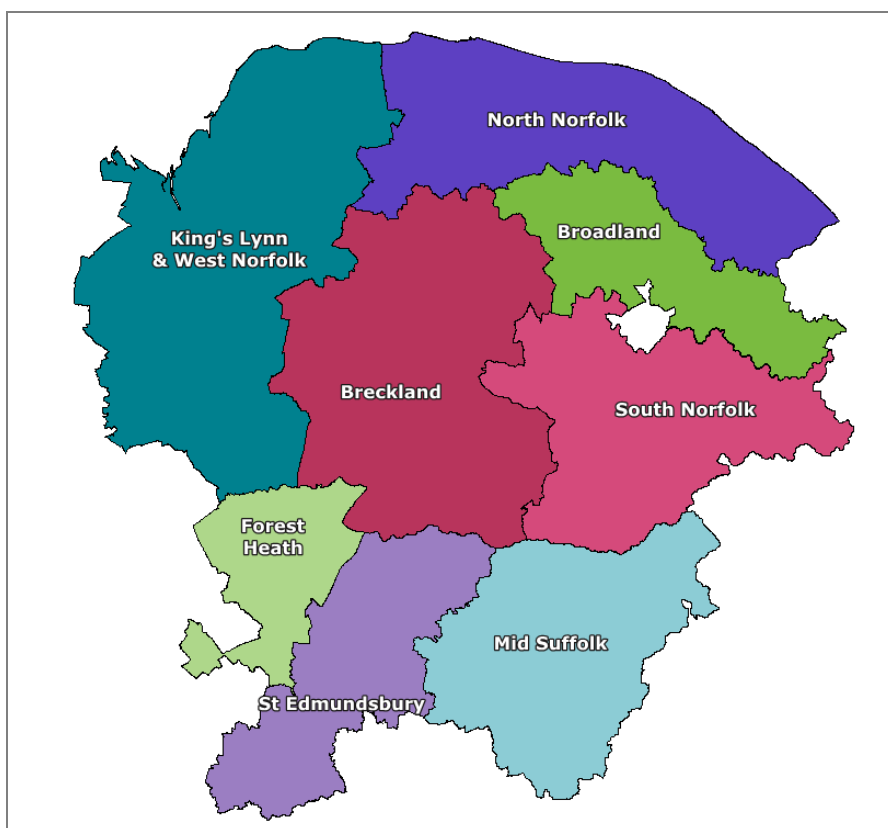 North Norfolk
Broadland
King's Lynn
& West Norfolk
Breckland
South Norfolk
Forest
Heath
Mid Suffolk
St Edmundsbury